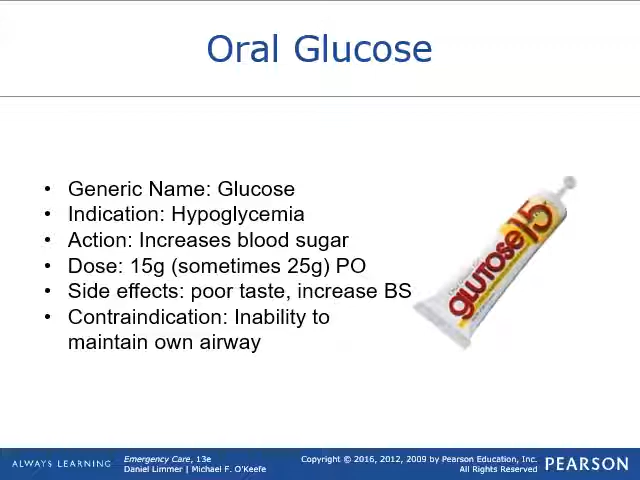 Oral Glucose
• Generic Name: Glucose
• Indication: Hypoglycemia
• Action: Increases blood sugar
• Dose: 15g (sometimes 25g) PO
• Side effects: poor taste, increase BS
• Contraindication: Inability to
maintain own airway
glutose 15
ALWAYS LEARNING
Emergency Care, 13e
Daniel Limmer | Michael F. O'Keefe
Copyright © 2016, 2012, 2009 by Pearson Education, Inc.
All Rights Reserved
PEARSON